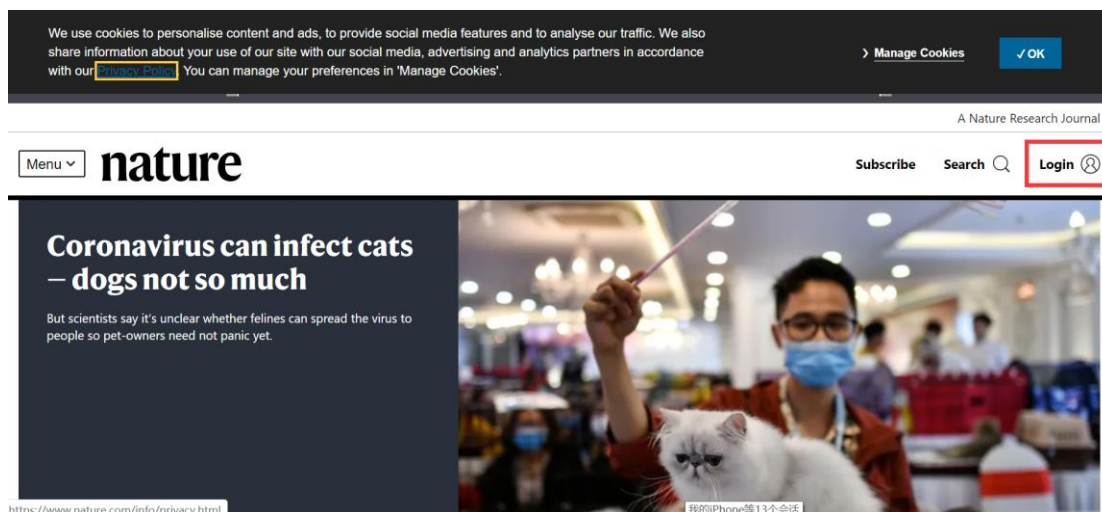 We use cookies to personalise content and ads, to provide social media features and to analyse our traffic. We also
share information about your use of our site with our social media, advertising and analytics partners in accordance
with our Privacy Policy. You can manage your preferences in 'Manage Cookies'.
> Manage Cookies
✓OK
A Nature Research Journal
Menu
nature
Subscribe
Search
Login
Coronavirus can infect cats
– dogs not so much
But scientists say it's unclear whether felines can spread the virus to
people so pet-owners need not panic yet.
https://www.nature.com/info/privacy.html
我的iPhone等13个会话